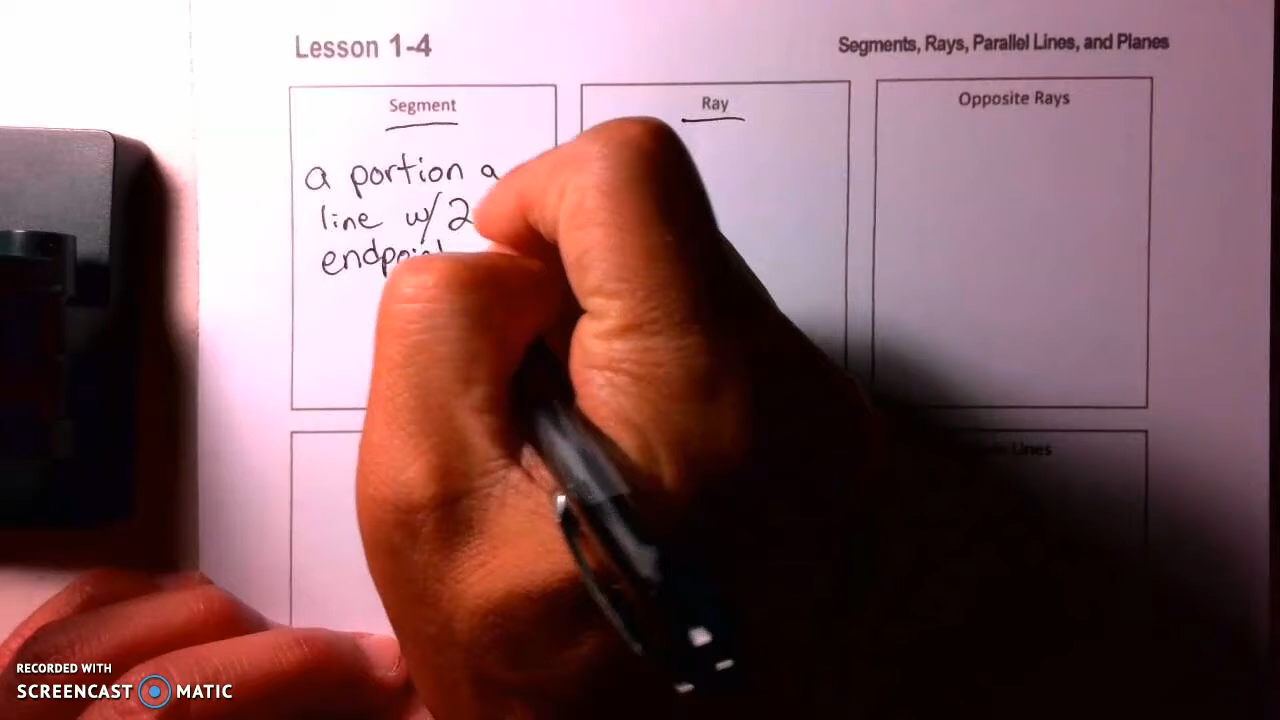 Lesson 1-4
Segments, Rays, Parallel Lines, and Planes
Segment
Ray
Opposite Rays
a portion a
line w/ 2
Lines
RECORDED WITH
SCREENCAST MATIC